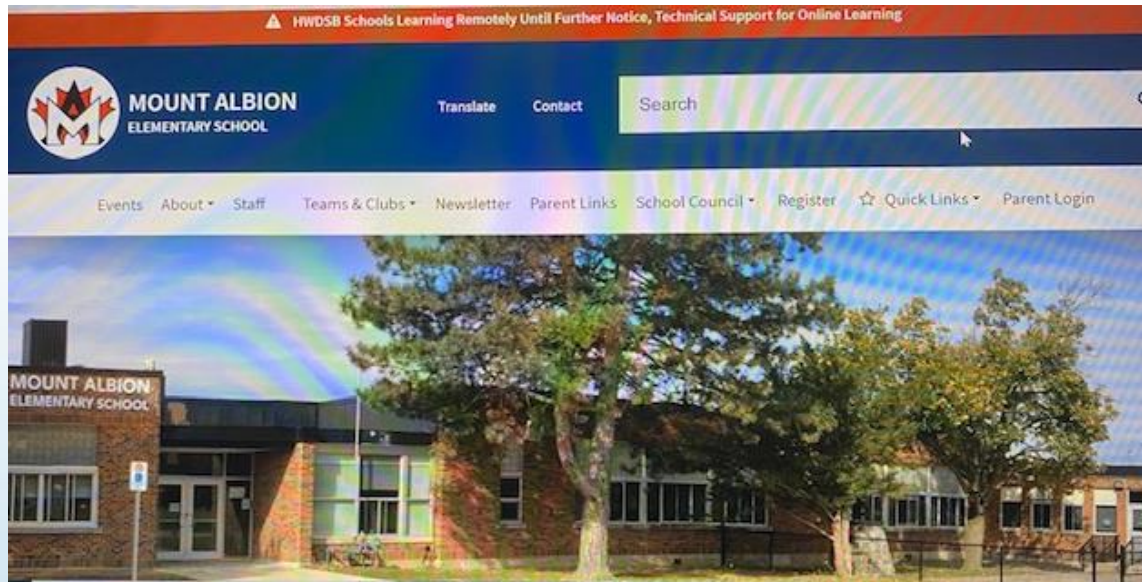 HWDSB Schools Learning Remotely Until Further Notice, Technical Support for Online Learning
MOUNT ALBION
ELEMENTARY SCHOOL
Translate Contact Search
Events About Staff Teams & Clubs Newsletter Parent Links School Council Register Quick Links Parent Login
MOUNT ALBION
ELEMENTARY SCHOOL